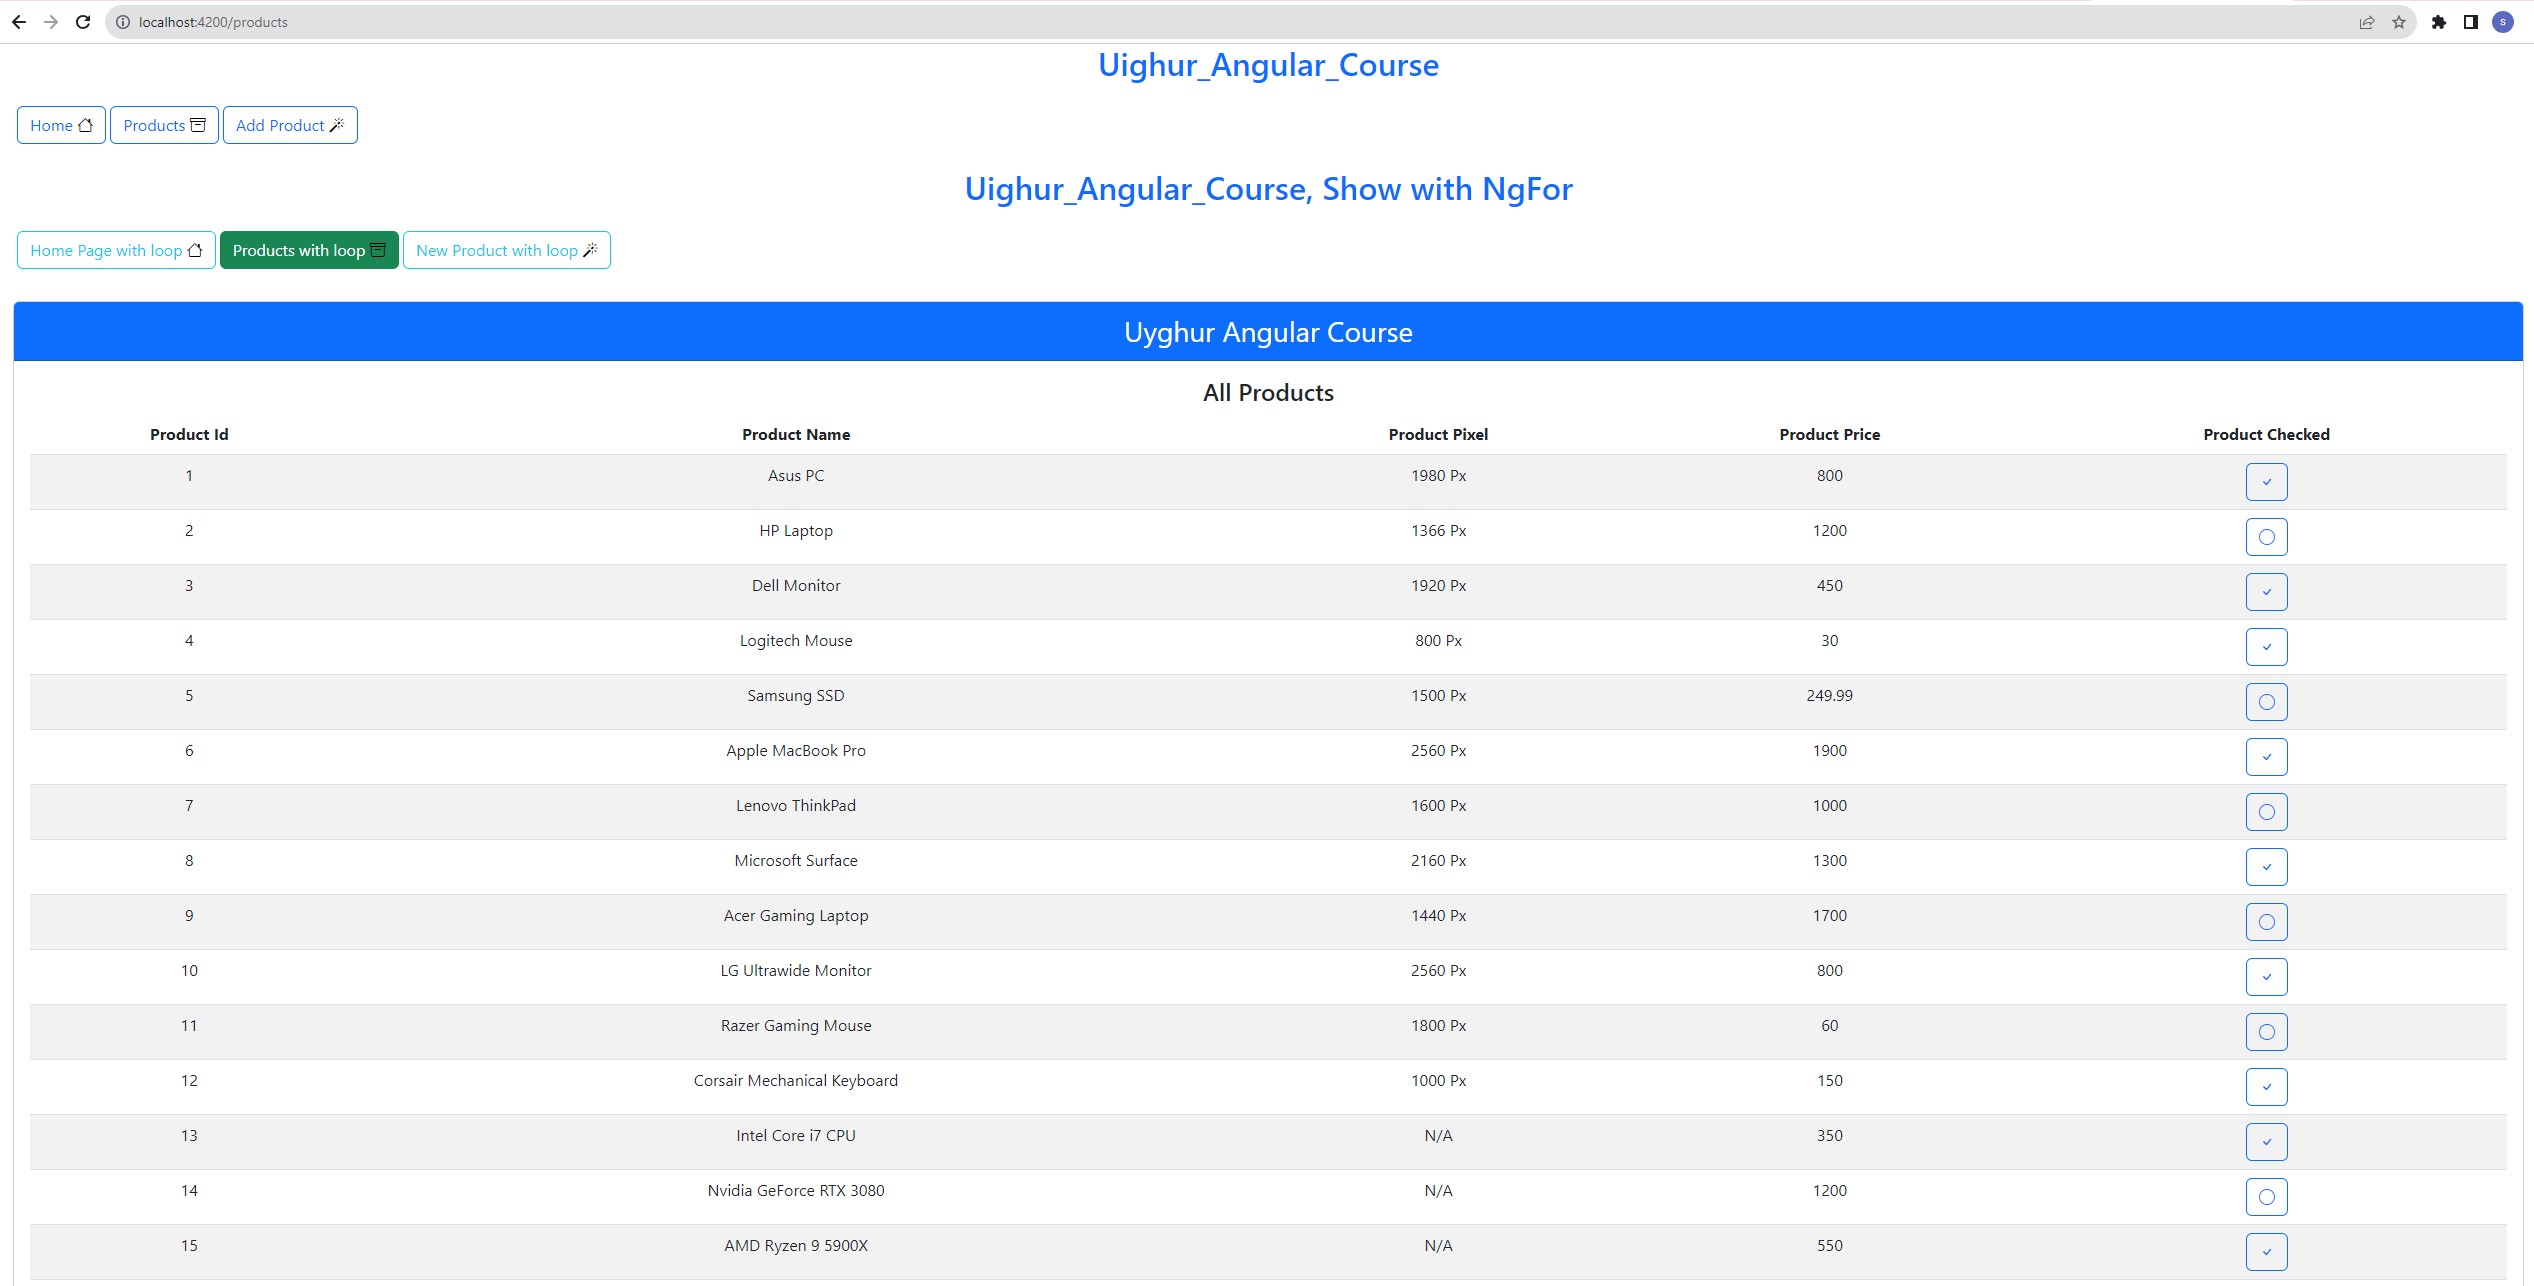 localhost:4200/products
S
Uighur_Angular_Course
Home Products Add Product
Uighur_Angular_Course, Show with NgFor
Home Page with loop Products with loop New Product with loop
Uyghur Angular Course
All Products
Product Id Product Name Product Pixel Product Price Product Checked
1 Asus PC 1980 Px 800
2 HP Laptop 1366 Px 1200
3 Dell Monitor 1920 Px 450
4 Logitech Mouse 800 Px 30
5 Samsung SSD 1500 Px 249.99
6 Apple MacBook Pro 2560 Px 1900
7 Lenovo ThinkPad 1600 Px 1000
8 Microsoft Surface 2160 Px 1300
9 Acer Gaming Laptop 1440 Px 1700
10 LG Ultrawide Monitor 2560 Px 800
11 Razer Gaming Mouse 1800 Px 60
12 Corsair Mechanical Keyboard 1000 Px 150
13 Intel Core i7 CPU N/A 350
14 Nvidia GeForce RTX 3080 N/A 1200
15 AMD Ryzen 9 5900X N/A 550